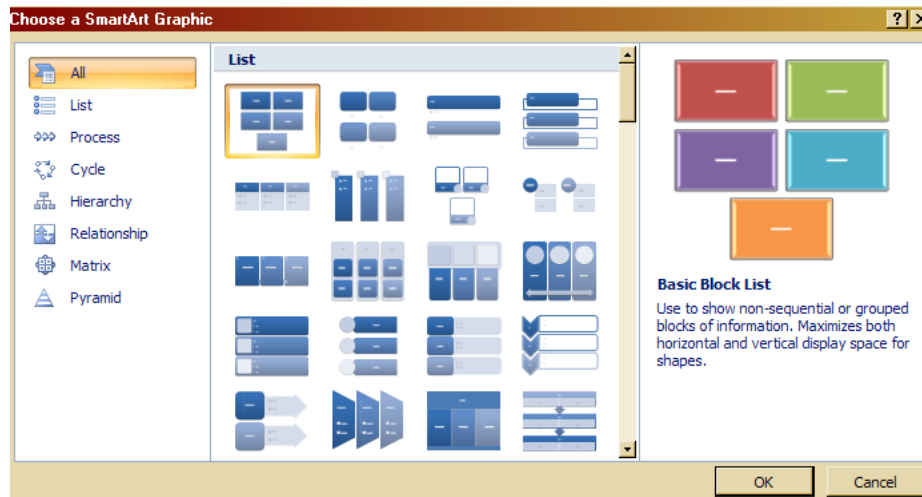 Choose a SmartArt Graphic
All
List
Process
Cycle
Hierarchy
Relationship
Matrix
Pyramid
List
Basic Block List
Use to show non-sequential or grouped
blocks of information. Maximizes both
horizontal and vertical display space for
shapes.
OK
Cancel